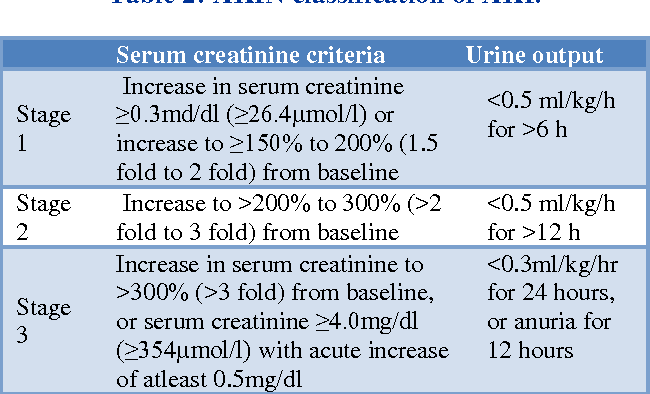 Table 2: AKIN classification of AKI.
Serum creatinine criteria Urine output
Stage 1
Increase in serum creatinine
≥0.3md/dl (≥26.4μmol/l) or
increase to ≥150% to 200% (1.5
fold to 2 fold) from baseline
<0.5 ml/kg/h
for >6 h
Stage 2
Increase to >200% to 300% (>2
fold to 3 fold) from baseline
<0.5 ml/kg/h
for >12 h
Stage 3
Increase in serum creatinine to
>300% (>3 fold) from baseline,
or serum creatinine ≥4.0mg/dl
(≥354μmol/l) with acute increase
of atleast 0.5mg/dl
<0.3ml/kg/hr
for 24 hours,
or anuria for
12 hours